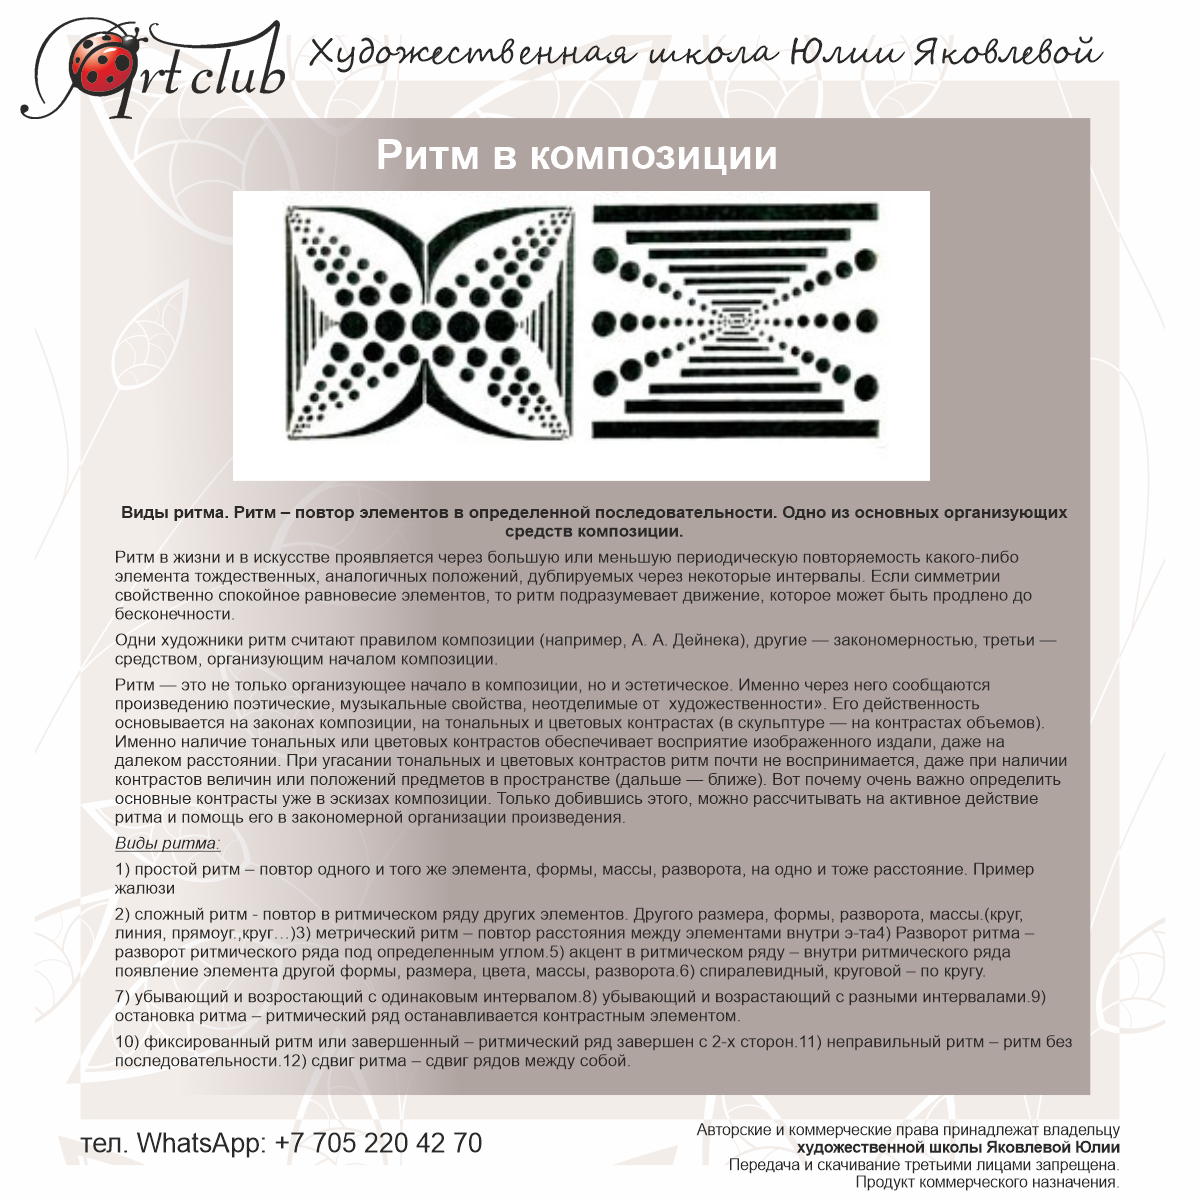 Art club
Художественная школа Юлии Яковлевой
Ритм в композиции
Виды ритма. Ритм – повтор элементов в определенной последовательности. Одно из основных организующих
средств композиции.
Ритм в жизни и в искусстве проявляется через большую или меньшую периодическую повторяемость какого-либо
элемента тождественных, аналогичных положений, дублируемых через некоторые интервалы. Если симметрии
свойственно спокойное равновесие элементов, то ритм подразумевает движение, которое может быть продлено до
бесконечности.
Одни художники ритм считают правилом композиции (например, А. А. Дейнека), другие — закономерностью, третьи —
средством, организующим началом композиции.
Ритм — это не только организующее начало в композиции, но и эстетическое. Именно через него сообщаются
произведению поэтические, музыкальные свойства, неотделимые от  художественности». Его действенность
основывается на законах композиции, на тональных и цветовых контрастах (в скульптуре — на контрастах объемов).
Именно наличие тональных или цветовых контрастов обеспечивает восприятие изображенного издали, даже на
далеком расстоянии. При угасании тональных и цветовых контрастов ритм почти не воспринимается, даже при наличии
контрастов величин или положений предметов в пространстве (дальше — ближе). Вот почему очень важно определить
основные контрасты уже в эскизах композиции. Только добившись этого, можно рассчитывать на активное действие
ритма и помощь его в закономерной организации произведения.
Виды ритма:
1) простой ритм – повтор одного и того же элемента, формы, массы, разворота, на одно и тоже расстояние. Пример
жалюзи
2) сложный ритм - повтор в ритмическом ряду других элементов. Другого размера, формы, разворота, массы.(круг,
линия, прямоуг.,круг…)3) метрический ритм – повтор расстояния между элементами внутри э-та4) Разворот ритма –
разворот ритмического ряда под определенным углом.5) акцент в ритмическом ряду – внутри ритмического ряда
появление элемента другой формы, размера, цвета, массы, разворота.6) спиралевидный, круговой – по кругу.
7) убывающий и возростающий с одинаковым интервалом.8) убывающий и возрастающий с разными интервалами.9)
остановка ритма – ритмический ряд останавливается контрастным элементом.
10) фиксированный ритм или завершенный – ритмический ряд завершен с 2-х сторон.11) неправильный ритм – ритм без
последовательности.12) сдвиг ритма – сдвиг рядов между собой.
тел. WhatsApp: +7 705 220 42 70
Авторские и коммерческие права принадлежат владельцу
художественной школы Яковлевой Юлии
Передача и скачивание третьими лицами запрещена.
Продукт коммерческого назначения.